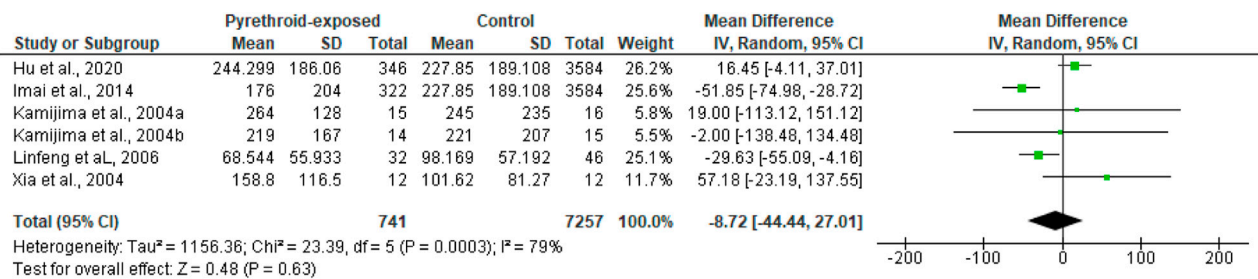 Pyrethroid-exposed Control Mean Difference Mean Difference
Study or Subgroup Mean SD Total Mean SD Total Weight IV, Random, 95% CI IV, Random, 95% CI
Hu et al., 2020 244.299 186.06 346 227.85 189.108 3584 26.2% 16.45 [-4.11, 37.01]
Imai et al., 2014 176 204 322 227.85 189.108 3584 25.6% -51.85 [-74.98, -28.72]
Kamijima et al., 2004a 264 128 15 245 235 16 5.8% 19.00 [-113.12, 151.12]
Kamijima et al., 2004b 219 167 14 221 207 15 5.5% -2.00 [-138.48, 134.48]
Linfeng et aL, 2006 68.544 55.933 32 98.169 57.192 46 25.1% -29.63 [-55.09, -4.16]
Xia et al., 2004 158.8 116.5 12 101.62 81.27 12 11.7% 57.18 [-23.19, 137.55]
Total (95% CI) 741 7257 100.0% -8.72 [-44.44, 27.01]
Heterogeneity: Tau² = 1156.36; Chi² = 23.39, df = 5 (P = 0.0003); I² = 79%
Test for overall effect: Z = 0.48 (P = 0.63)
-200 -100 0 100 200